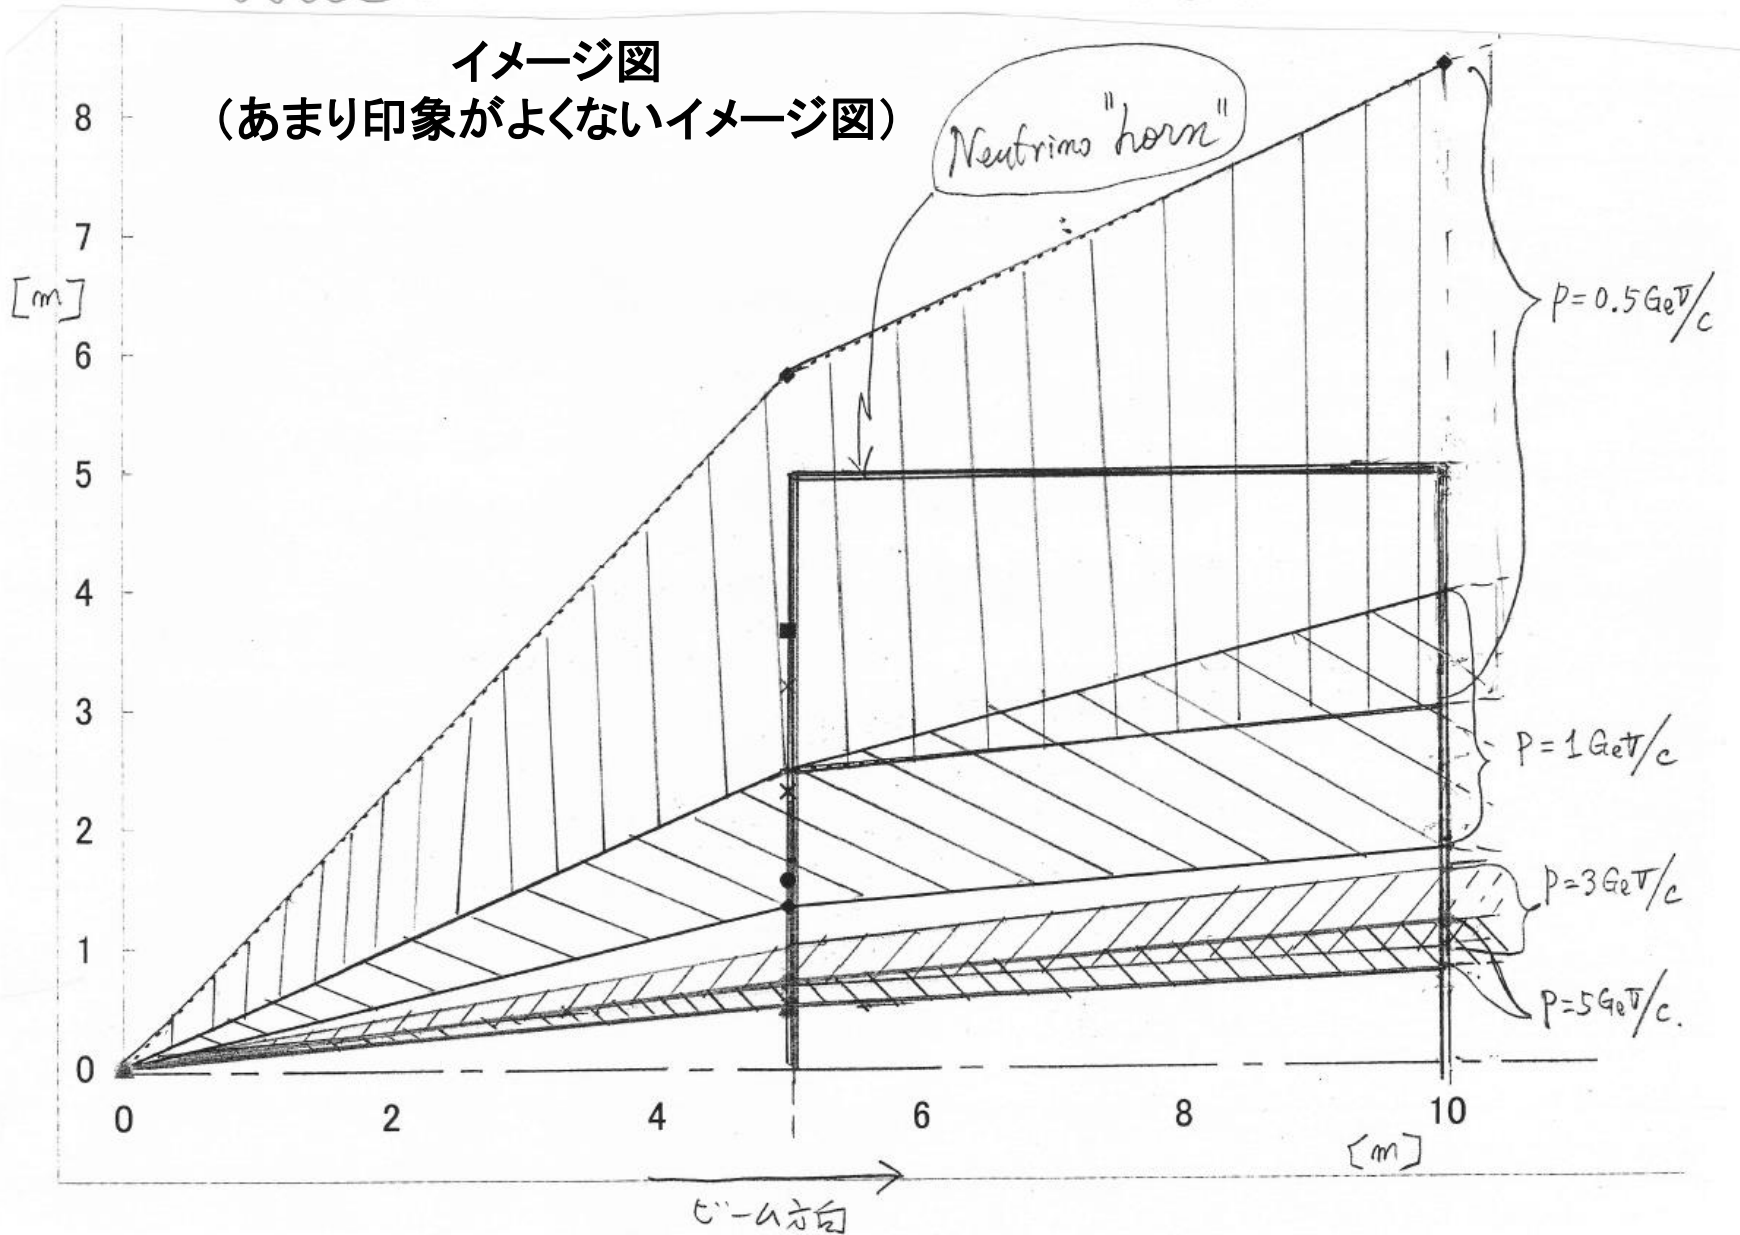 イメージ図
(あまり印象がよくないイメージ図)
Neutrino "horn"
8
7
[m]
6
5
4
3
2
1
0
P=0.5GeV/c
P=1GeV/c
P=3GeV/c
P=5GeV/c.
0 2 4 6 8 10
[m]
ビーム方向